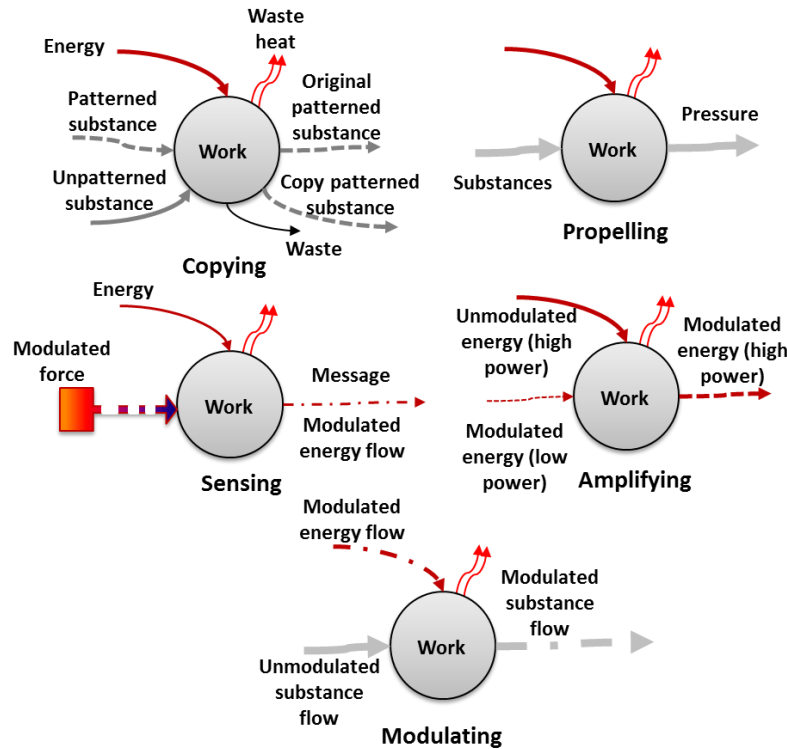 Waste
heat
Energy
Original
patterned
substance
Patterned
substance
Work
Unpatterned
substance
Copy patterned
substance
Waste
Copying
Pressure
Work
Substances
Propelling
Energy
Modulated
force
Message
Work
Modulated
energy flow
Sensing
Unmodulated
energy (high
power)
Modulated
energy (high
power)
Work
Modulated
energy (low
power)
Amplifying
Modulated
energy flow
Modulated
substance
flow
Work
Unmodulated
substance
flow
Modulating